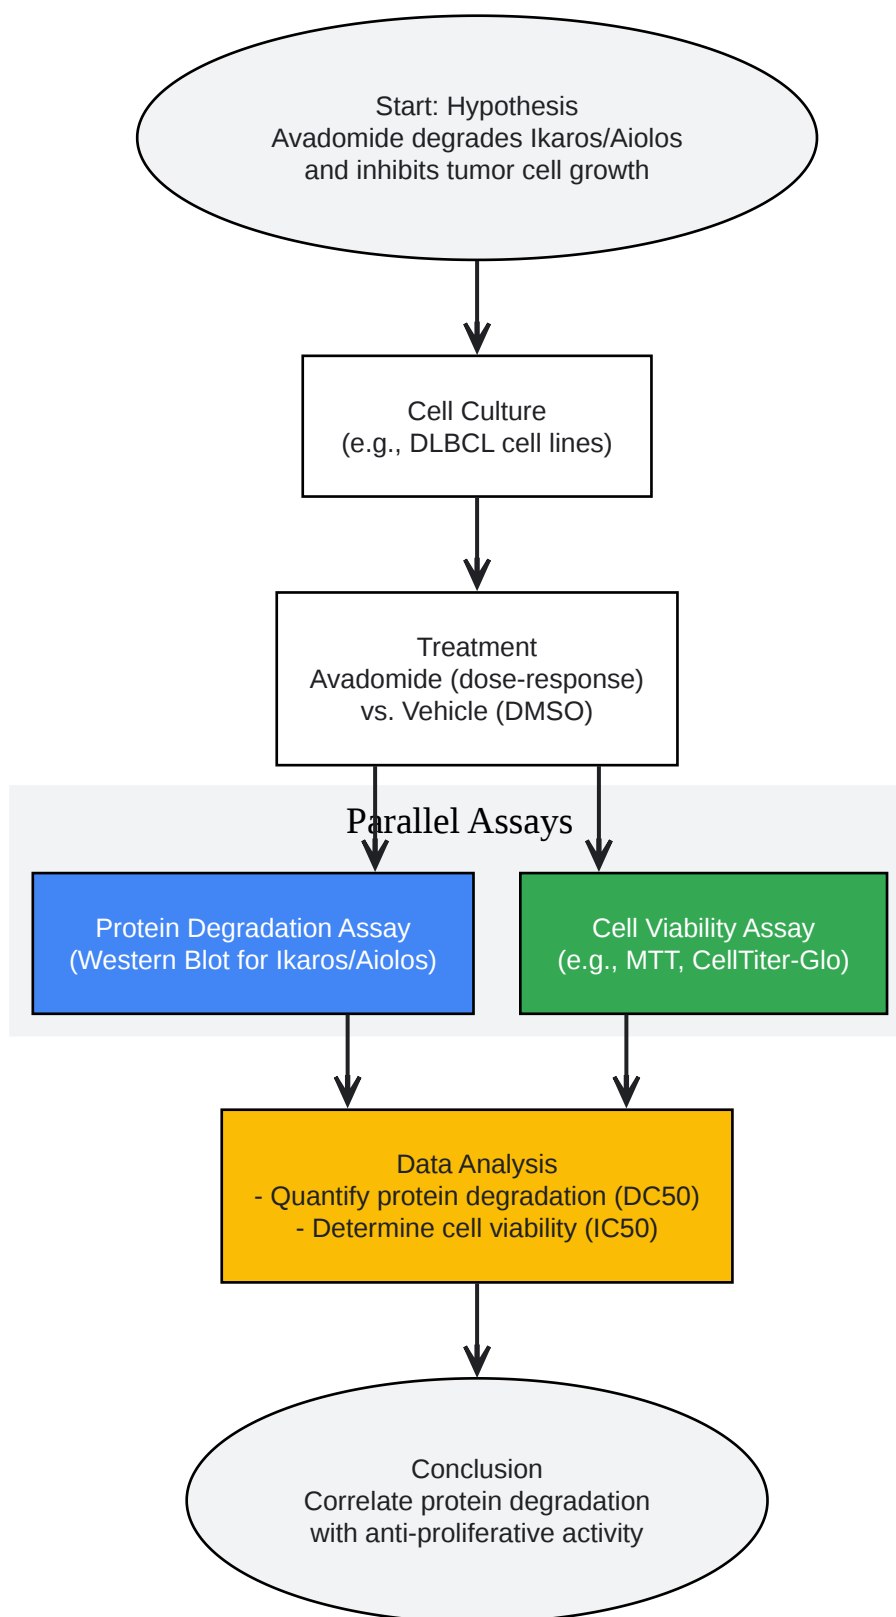 Start: Hypothesis
Avadomide degrades Ikaros/Aiolos
and inhibits tumor cell growth
Cell Culture
(e.g., DLBCL cell lines)
Treatment
Avadomide (dose-response)
vs. Vehicle (DMSO)
Parallel Assays
Protein Degradation Assay
(Western Blot for Ikaros/Aiolos)
Cell Viability Assay
(e.g., MTT, CellTiter-Glo)
Data Analysis
- Quantify protein degradation (DC50)
- Determine cell viability (IC50)
Conclusion
Correlate protein degradation
with anti-proliferative activity